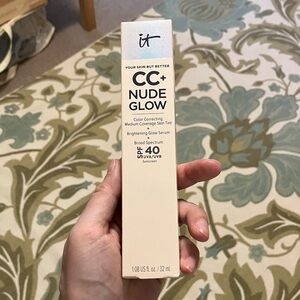 it
YOUR SKIN BUT BETTER
CC+
NUDE
GLOW
Color Correcting
Medium Coverage Skin Tint
+
Brightening Glow Serum
+
Broad Spectrum
SPF 40
UVA/UVB
Sunscreen
1.08 US fl. oz. / 32 ml